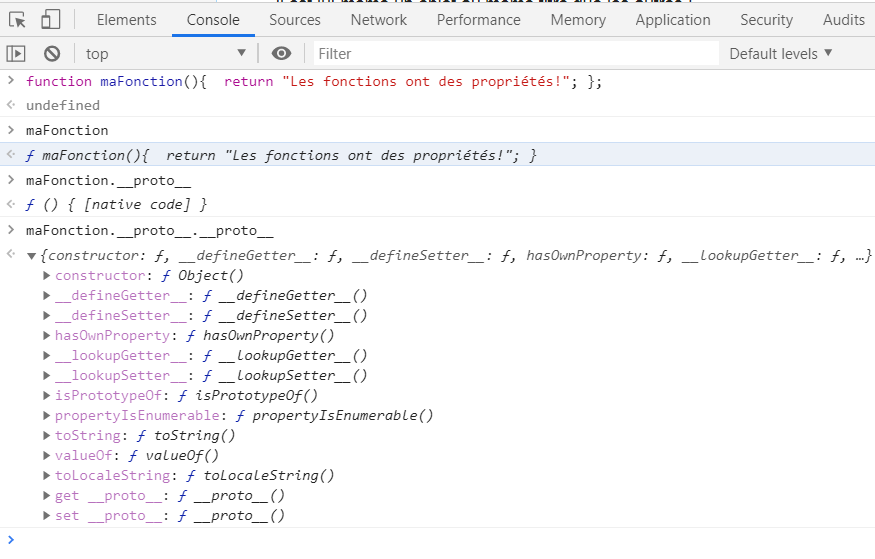 Elements Console Sources Network Performance Memory Application Security Audits
top ▼ Filter Default levels ▼
> function maFonction(){  return "Les fonctions ont des propriétés!"; };
<· undefined
> maFonction
<· ƒ maFonction(){  return "Les fonctions ont des propriétés!"; }
> maFonction.__proto__
<· ƒ () { [native code] }
> maFonction.__proto__.__proto__
<· ▼{constructor: ƒ, __defineGetter__: ƒ, __defineSetter__: ƒ, hasOwnProperty: ƒ, __lookupGetter__: ƒ, …}
▶ constructor: ƒ Object()
▶ __defineGetter__: ƒ __defineGetter__()
▶ __defineSetter__: ƒ __defineSetter__()
▶ hasOwnProperty: ƒ hasOwnProperty()
▶ __lookupGetter__: ƒ __lookupGetter__()
▶ __lookupSetter__: ƒ __lookupSetter__()
▶ isPrototypeOf: ƒ isPrototypeOf()
▶ propertyIsEnumerable: ƒ propertyIsEnumerable()
▶ toString: ƒ toString()
▶ valueOf: ƒ valueOf()
▶ toLocaleString: ƒ toLocaleString()
▶ get __proto__: ƒ __proto__()
▶ set __proto__: ƒ __proto__()
>